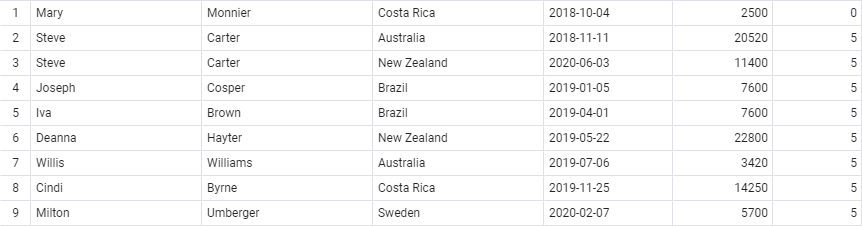 1 Mary Monnier Costa Rica 2018-10-04 2500 0
2 Steve Carter Australia 2018-11-11 20520 5
3 Steve Carter New Zealand 2020-06-03 11400 5
4 Joseph Cosper Brazil 2019-01-05 7600 5
5 Iva Brown Brazil 2019-04-01 7600 5
6 Deanna Hayter New Zealand 2019-05-22 22800 5
7 Willis Williams Australia 2019-07-06 3420 5
8 Cindi Byrne Costa Rica 2019-11-25 14250 5
9 Milton Umberger Sweden 2020-02-07 5700 5